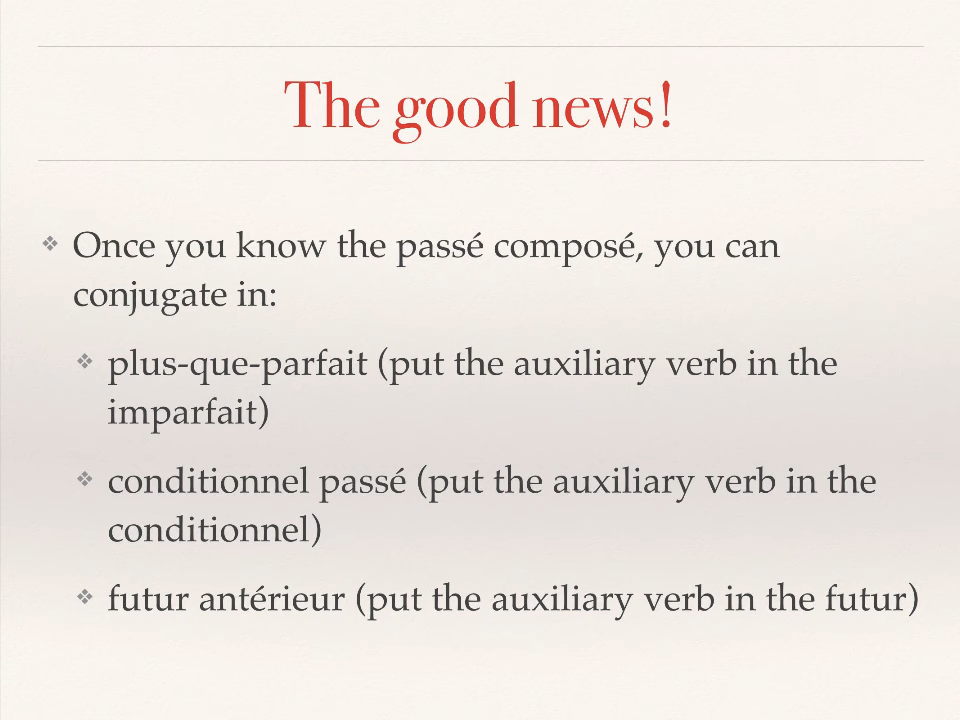 The good news!
❖ Once you know the passé composé, you can
conjugate in:
❖ plus-que-parfait (put the auxiliary verb in the
imparfait)
❖ conditionnel passé (put the auxiliary verb in the
conditionnel)
❖ futur antérieur (put the auxiliary verb in the futur)